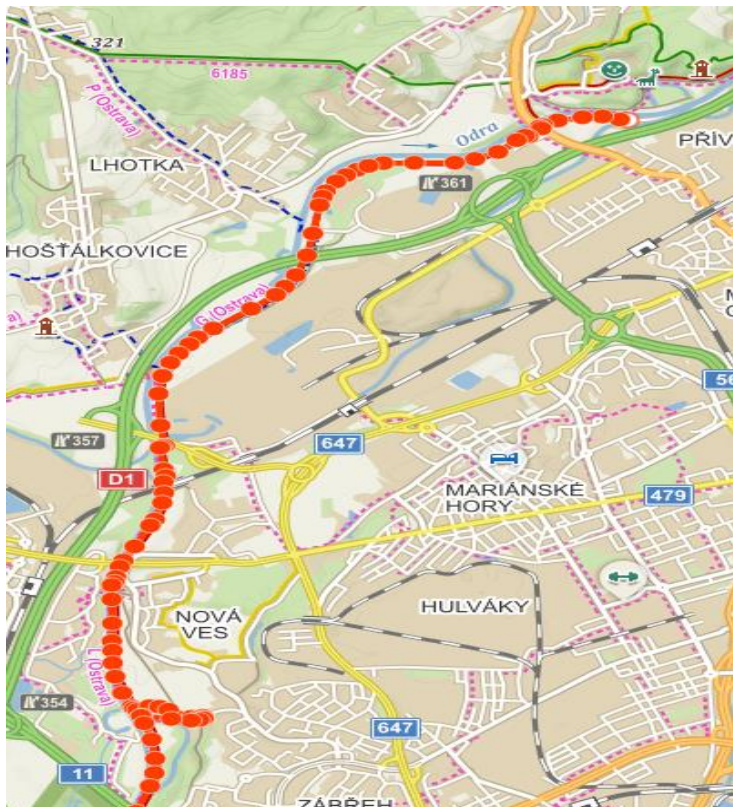 321
6185
P (Ostrava)
Odra
PŘÍV
LHOTKA
361
HOŠŤÁLKOVICE
G (Ostrava)
56
357
647
D1
MARIÁNSKÉ
HORY
479
NOVÁ
VES
HULVÁKY
L (Ostrava)
354
647
11
ZÁBŘEH